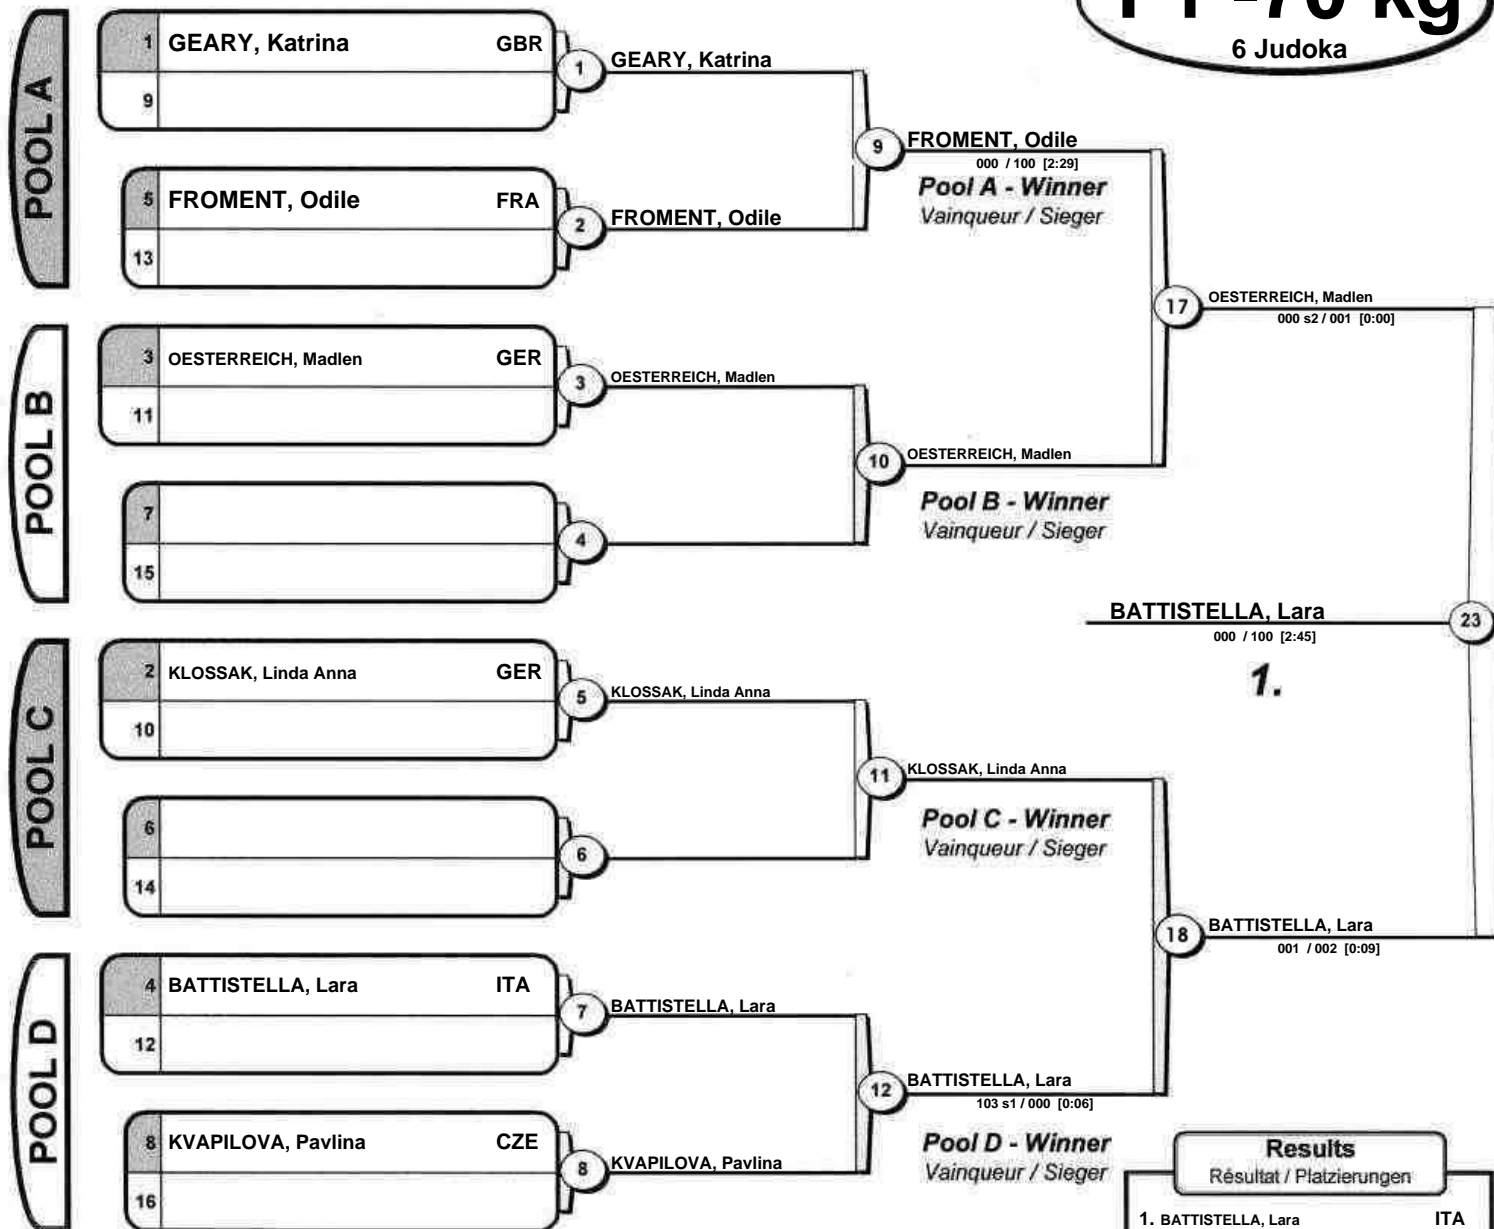 -70 kg
6 Judoka
POOL A
1 GEARY, Katrina GBR
9
5 FROMENT, Odile FRA
13
1 GEARY, Katrina
2 FROMENT, Odile
9 FROMENT, Odile
000 / 100 [2:29]
Pool A - Winner
Vainqueur / Sieger
POOL B
3 OESTERREICH, Madlen GER
11
7
15
3 OESTERREICH, Madlen
4
10 OESTERREICH, Madlen
Pool B - Winner
Vainqueur / Sieger
17 OESTERREICH, Madlen
000 s2 / 001 [0:00]
BATTISTELLA, Lara 23
000 / 100 [2:45]
1.
POOL C
2 KLOSSAK, Linda Anna GER
10
6
14
5 KLOSSAK, Linda Anna
6
11 KLOSSAK, Linda Anna
Pool C - Winner
Vainqueur / Sieger
18 BATTISTELLA, Lara
001 / 002 [0:09]
POOL D
4 BATTISTELLA, Lara ITA
12
8 KVAPILOVA, Pavlina CZE
16
7 BATTISTELLA, Lara
8 KVAPILOVA, Pavlina
12 BATTISTELLA, Lara
103 s1 / 000 [0:06]
Pool D - Winner
Vainqueur / Sieger
Results
Résultat / Platzierungen
1. BATTISTELLA, Lara ITA